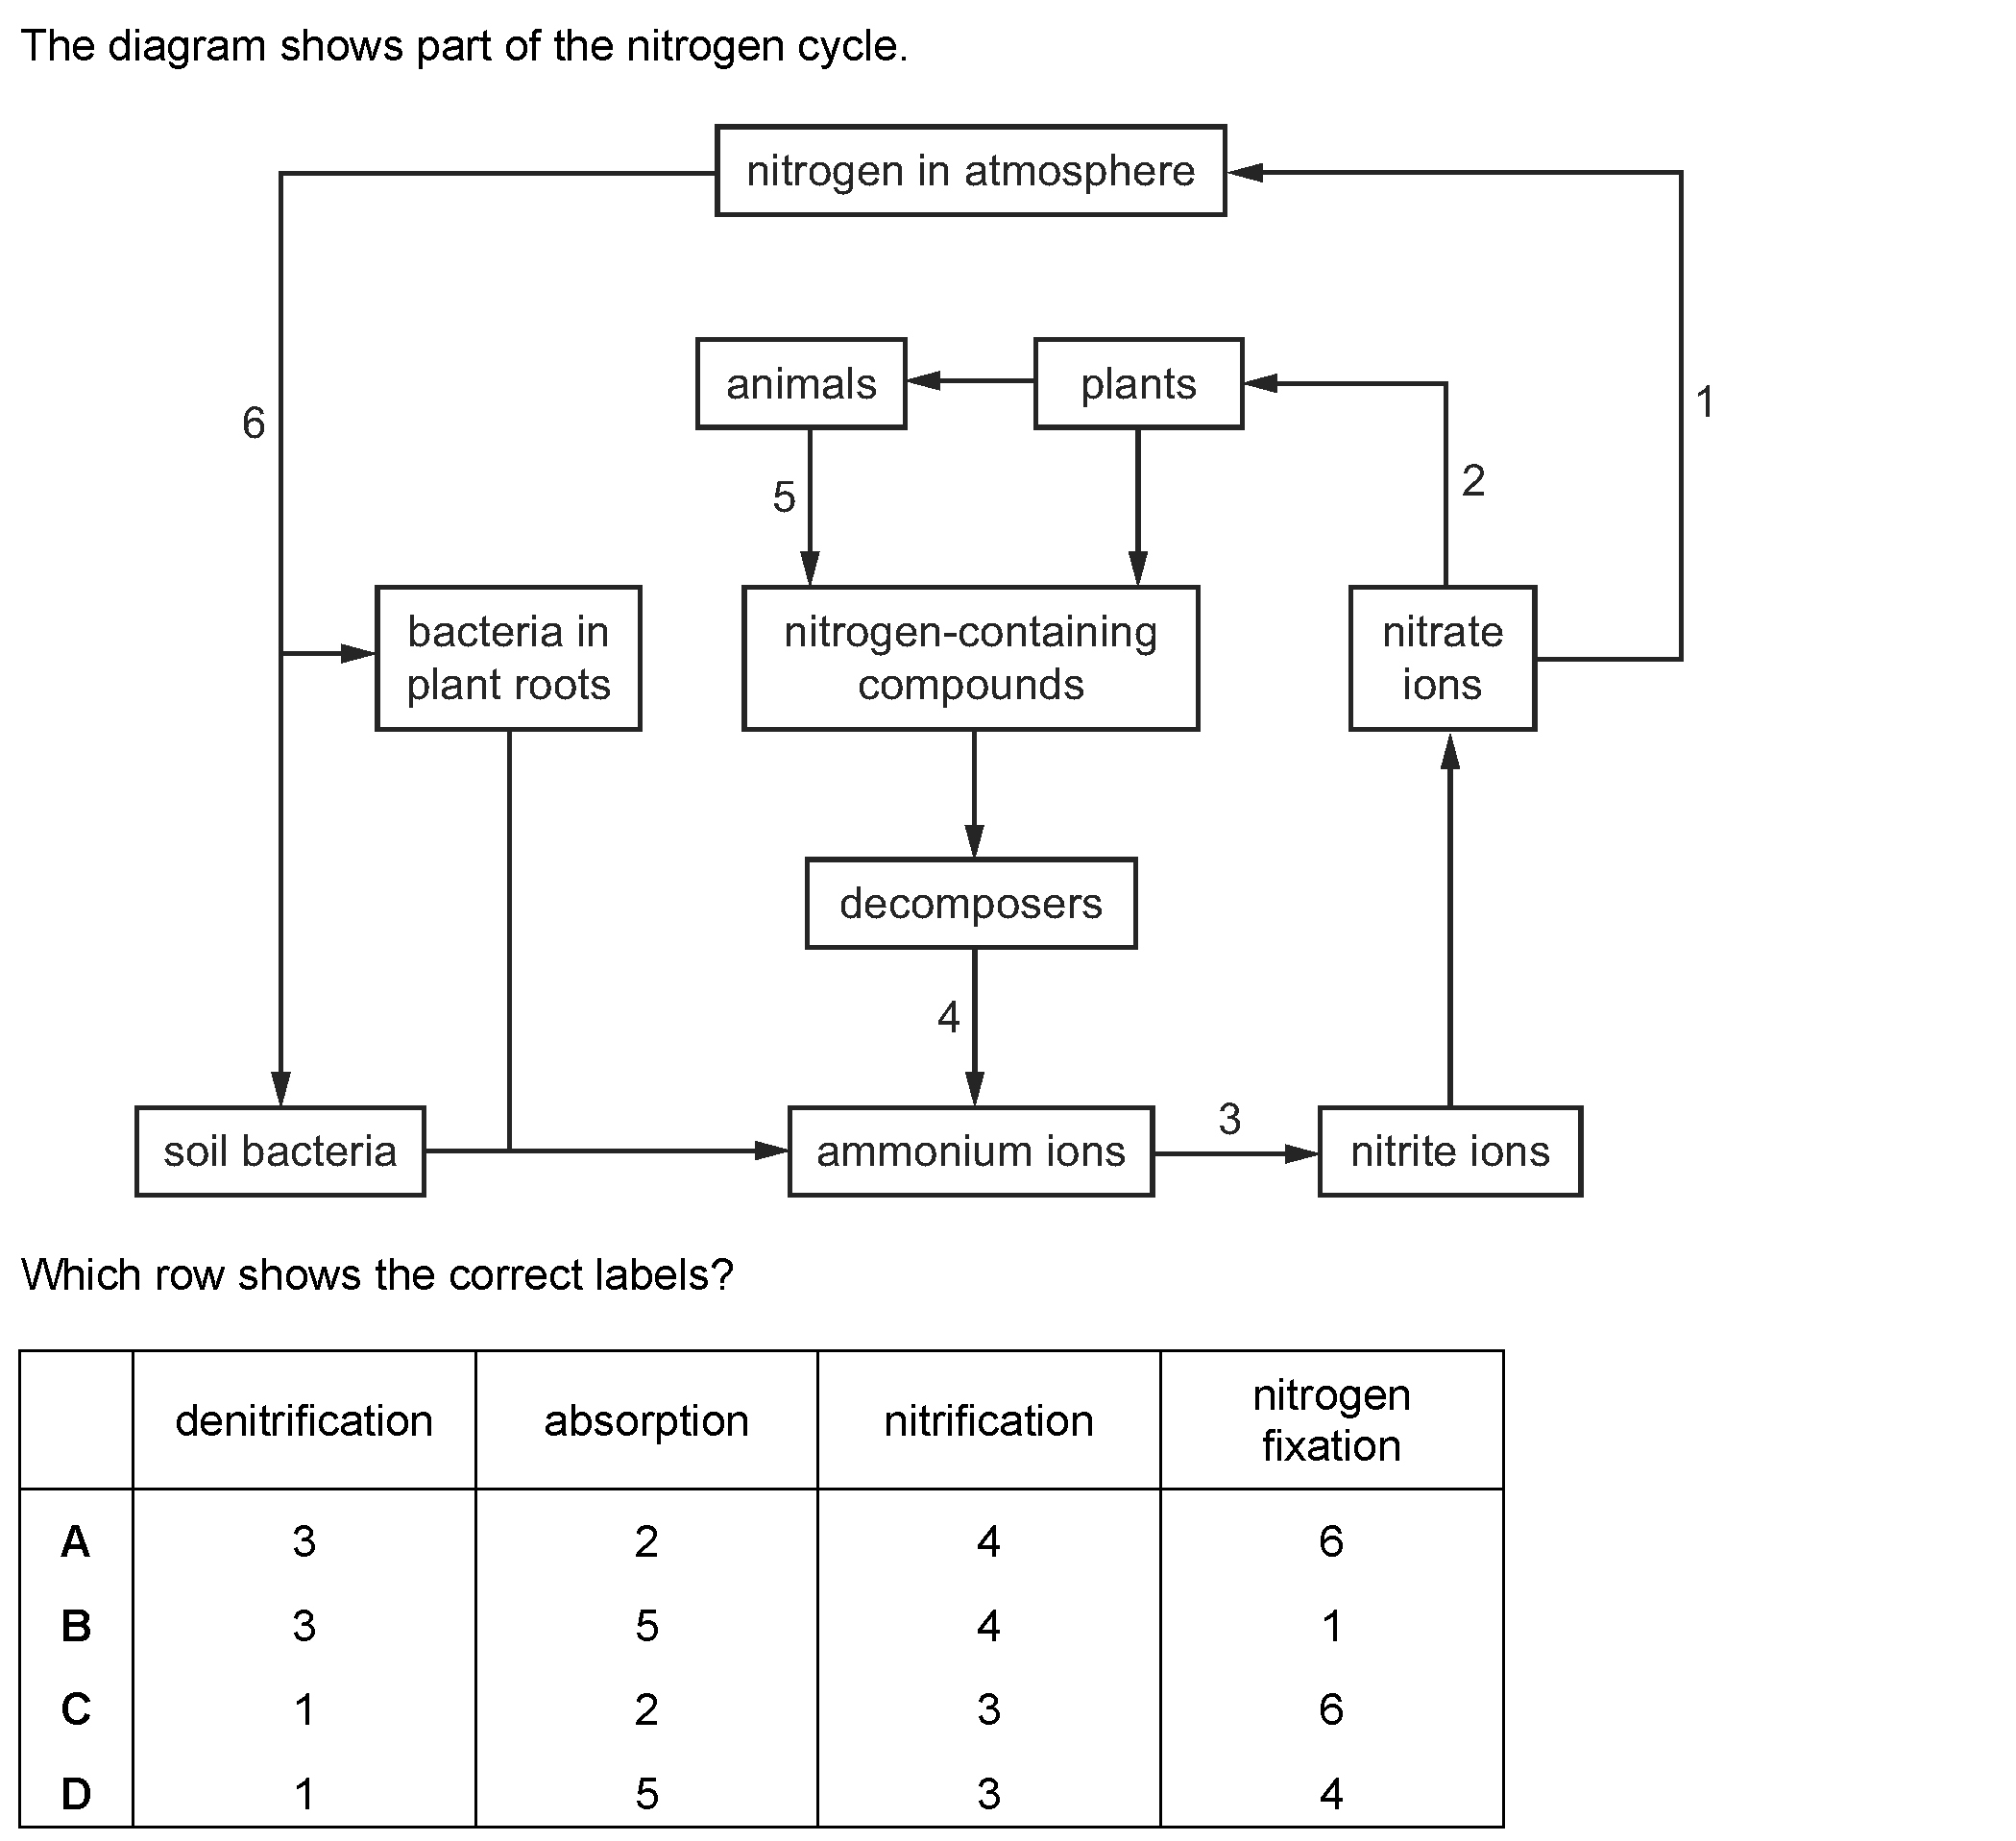 The diagram shows part of the nitrogen cycle.
nitrogen in atmosphere
animals
plants
1
6
2
5
bacteria in
plant roots
nitrogen-containing
compounds
nitrate
ions
decomposers
4
3
soil bacteria
ammonium ions
nitrite ions
Which row shows the correct labels?
denitrification absorption nitrification nitrogen
fixation
A 3 2 4 6
B 3 5 4 1
C 1 2 3 6
D 1 5 3 4